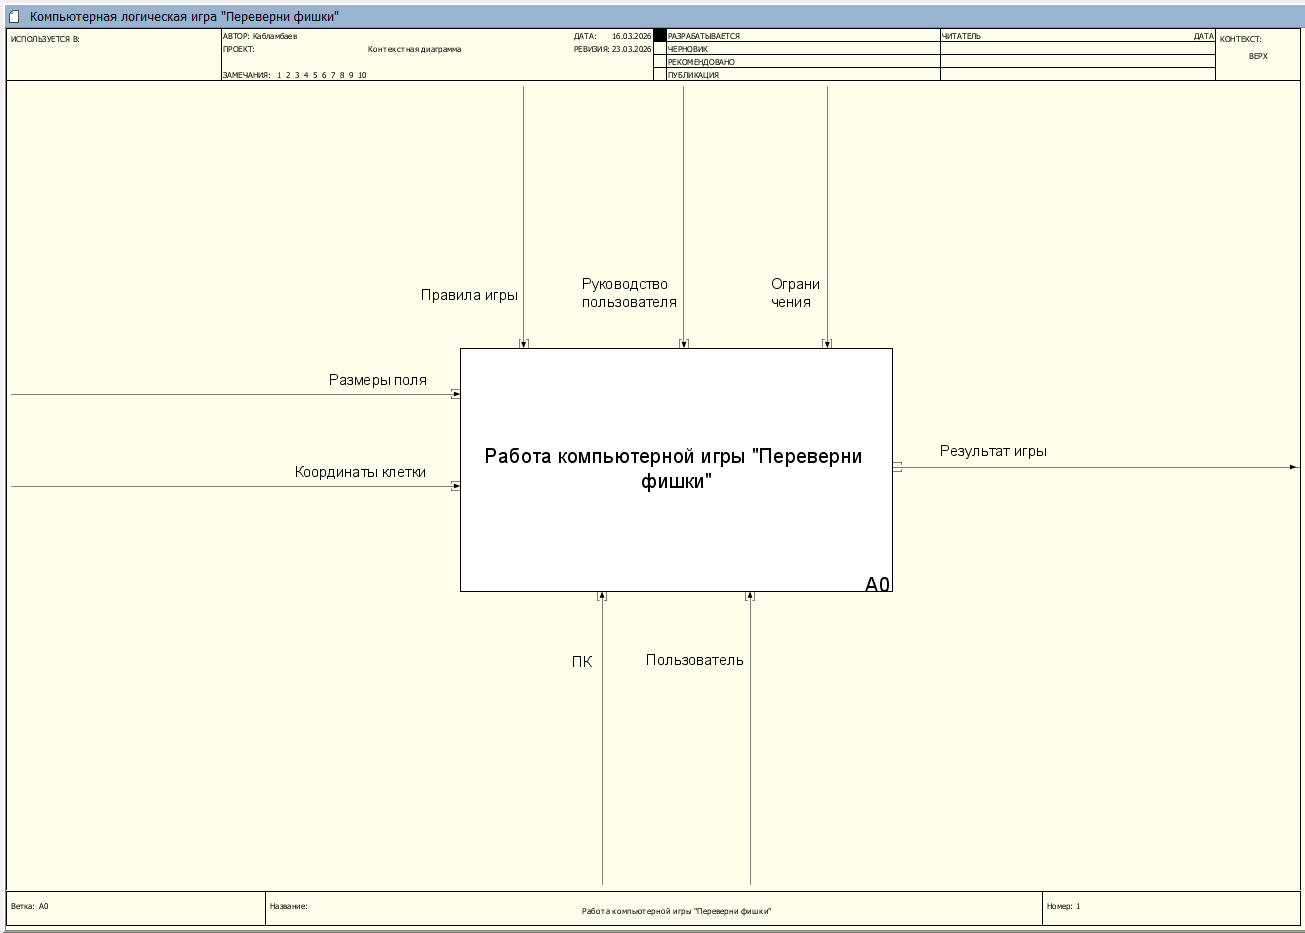 Компьютерная логическая игра "Переверни фишки"
ИСПОЛЬЗУЕТСЯ В:
АВТОР: Кабламбаев
ДАТА: 16.03.2026
ПРОЕКТ: Контекстная диаграмма
РЕВИЗИЯ: 23.03.2026
ЗАМЕЧАНИЯ: 1 2 3 4 5 6 7 8 9 10
РАЗРАБАТЫВАЕТСЯ
ЧЕРНОВИК
РЕКОМЕНДОВАНО
ПУБЛИКАЦИЯ
ЧИТАТЕЛЬ
ДАТА
КОНТЕКСТ:
ВЕРХ
Правила игры
Руководство
пользователя
Ограни
чения
Размеры поля
Координаты клетки
Работа компьютерной игры "Переверни
фишки"
A0
Результат игры
ПК
Пользователь
Ветка: A0
Название:
Работа компьютерной игры "Переверни фишки"
Номер: 1